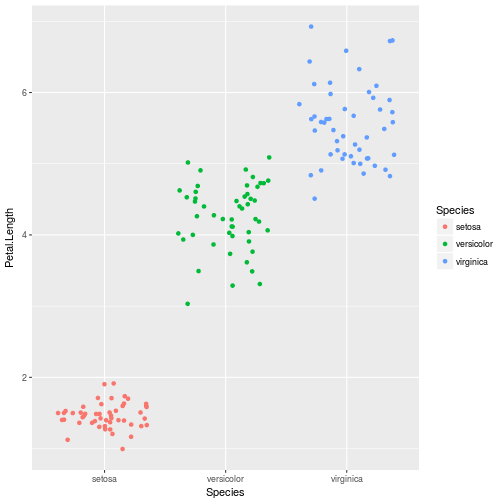 6
4
2
Petal.Length
setosa
versicolor
virginica
Species
Species
setosa
versicolor
virginica